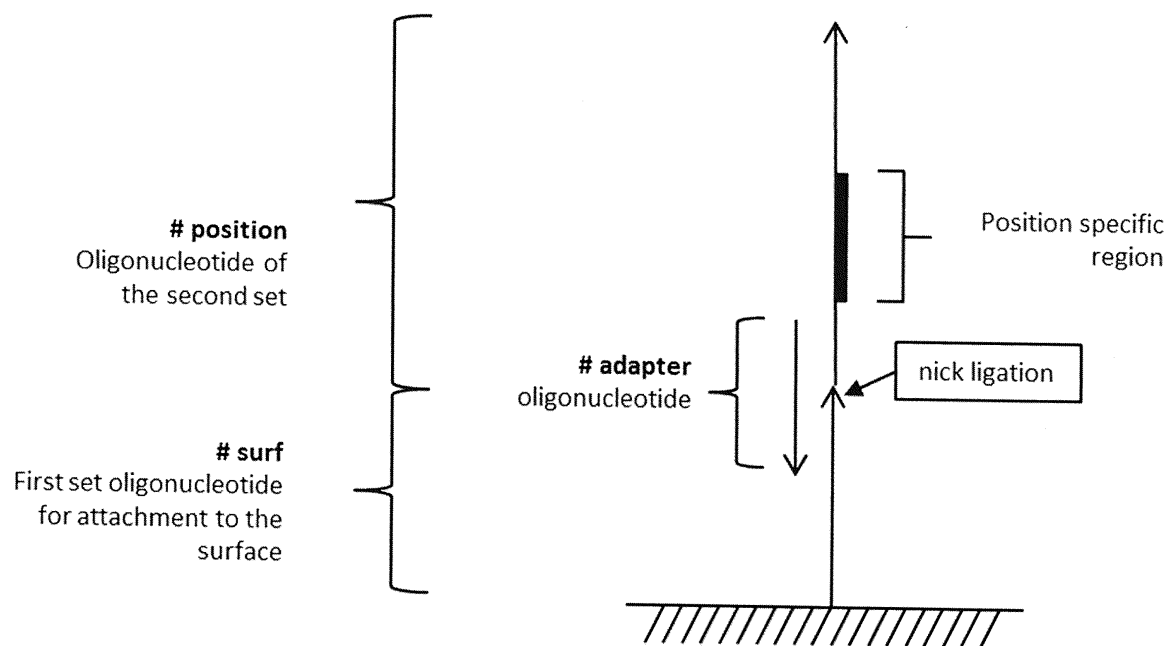 # position
Oligonucleotide of
the second set
Position specific
region
# adapter
oligonucleotide
nick ligation
# surf
First set oligonucleotide
for attachment to the
surface